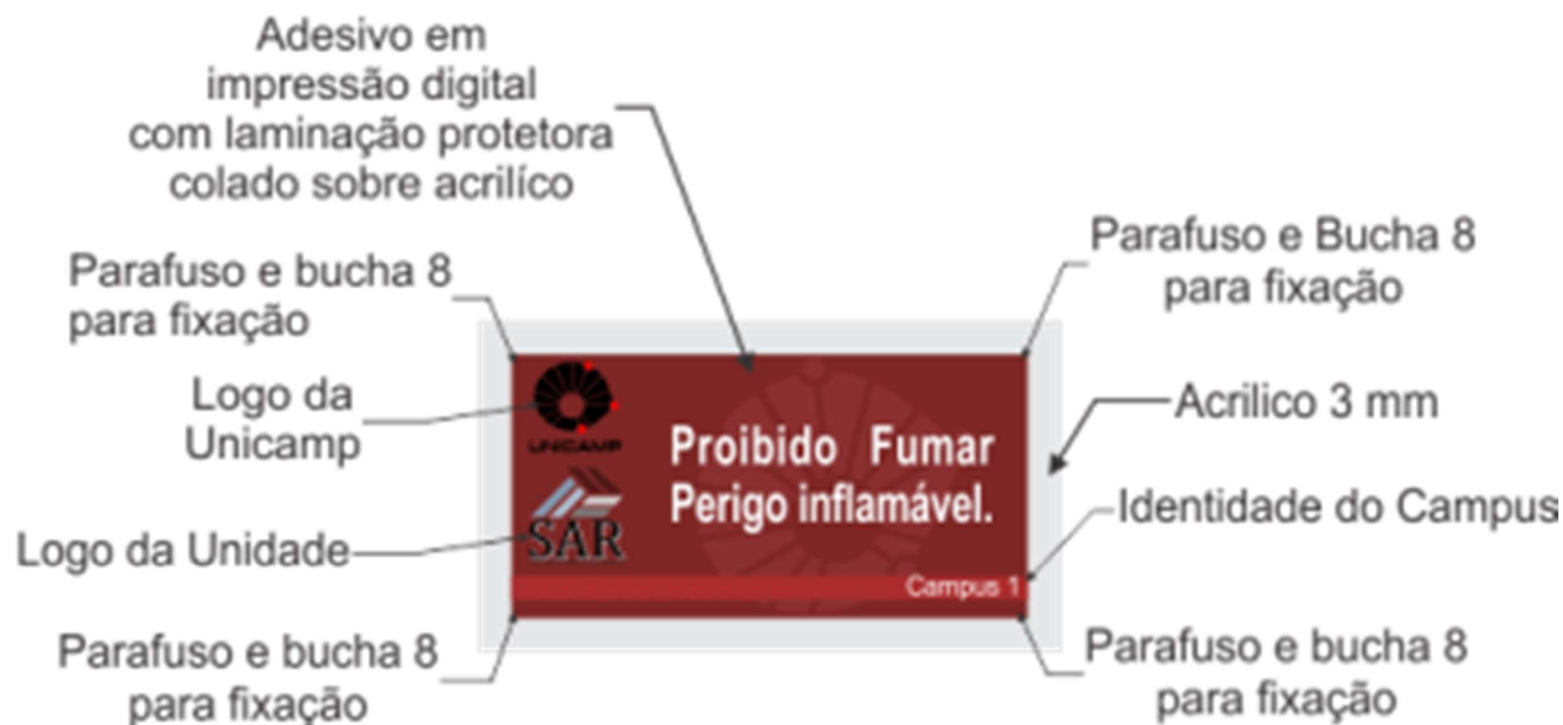 Adesivo em
impressão digital
com laminação protetora
colado sobre acrilíco
Parafuso e bucha 8
para fixação
Parafuso e Bucha 8
para fixação
Logo da
Unicamp
Acrilico 3 mm
UNICAMP
Proibido Fumar
Perigo inflamável.
Identidade do Campus
Logo da Unidade
SAR
Campus 1
Parafuso e bucha 8
para fixação
Parafuso e bucha 8
para fixação